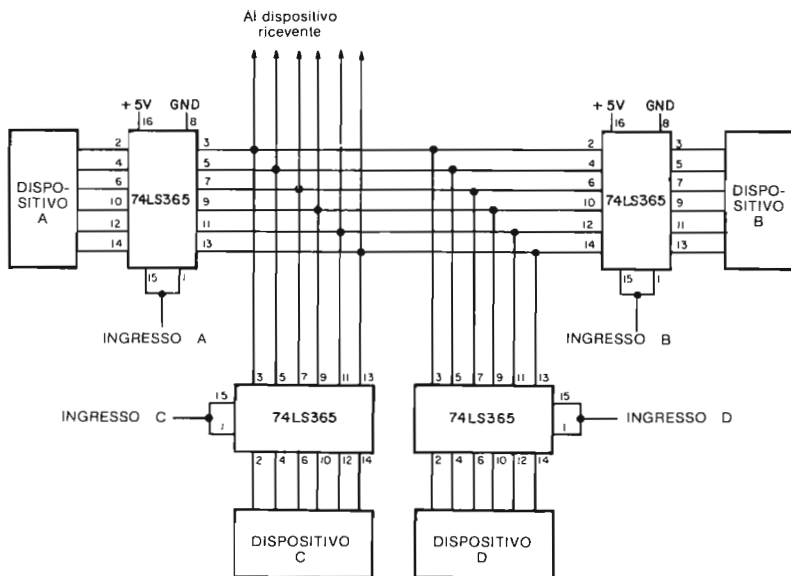 Al dispositivo
ricevente
+5V GND
16 8
+5V GND
16 8
DISPO-
SITIVO
A
2
4
6
10
12
14
74LS365
3
5
7
9
11
13
15 1
INGRESSO A
2
4
6
10
12
14
74LS365
3
5
7
9
11
13
15 1
INGRESSO B
DISPO-
SITIVO
B
3 5 7 9 11 13
INGRESSO C
15
1
74LS365
2 4 6 10 12 14
DISPOSITIVO
C
3 5 7 9 11 13
74LS365
15
1
INGRESSO D
2 4 6 10 12 14
DISPOSITIVO
D